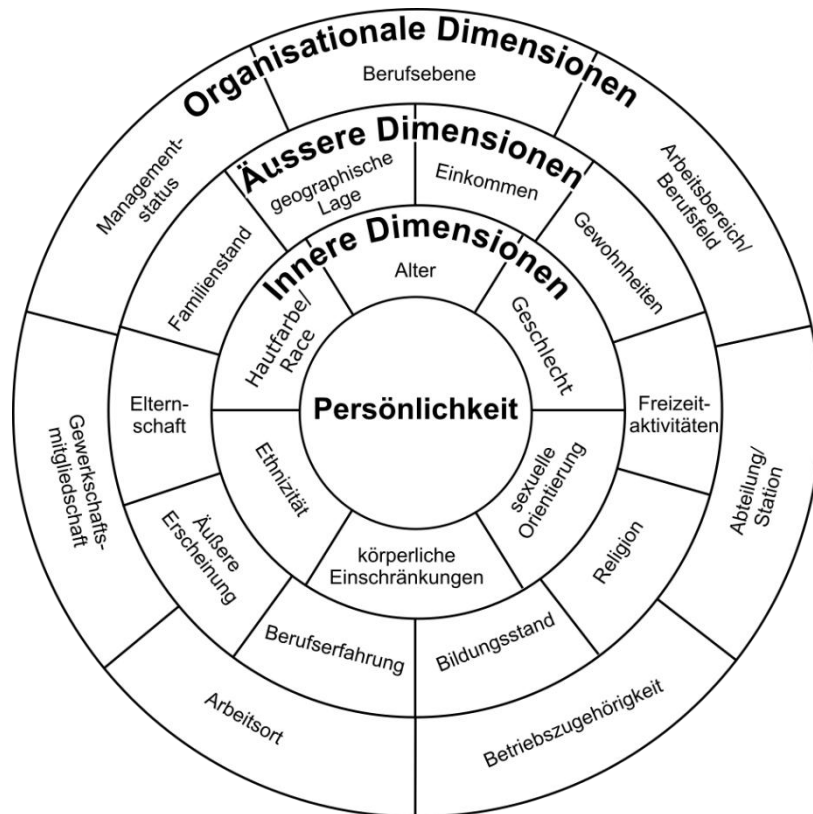 Organisationale Dimensionen
Berufsebene
Arbeitsbereich/
Berufsfeld
Abteilung/
Station
Betriebszugehörigkeit
Arbeitsort
Gewerkschafts-
mitgliedschaft
Management-
status
Äussere Dimensionen
geographische
Lage
Einkommen
Gewohnheiten
Freizeit-
aktivitäten
Religion
Bildungsstand
Berufserfahrung
Äußere
Erscheinung
Eltern-
schaft
Familienstand
Innere Dimensionen
Alter
Geschlecht
sexuelle
Orientierung
körperliche
Einschränkungen
Ethnizität
Hautfarbe/
Race
Persönlichkeit